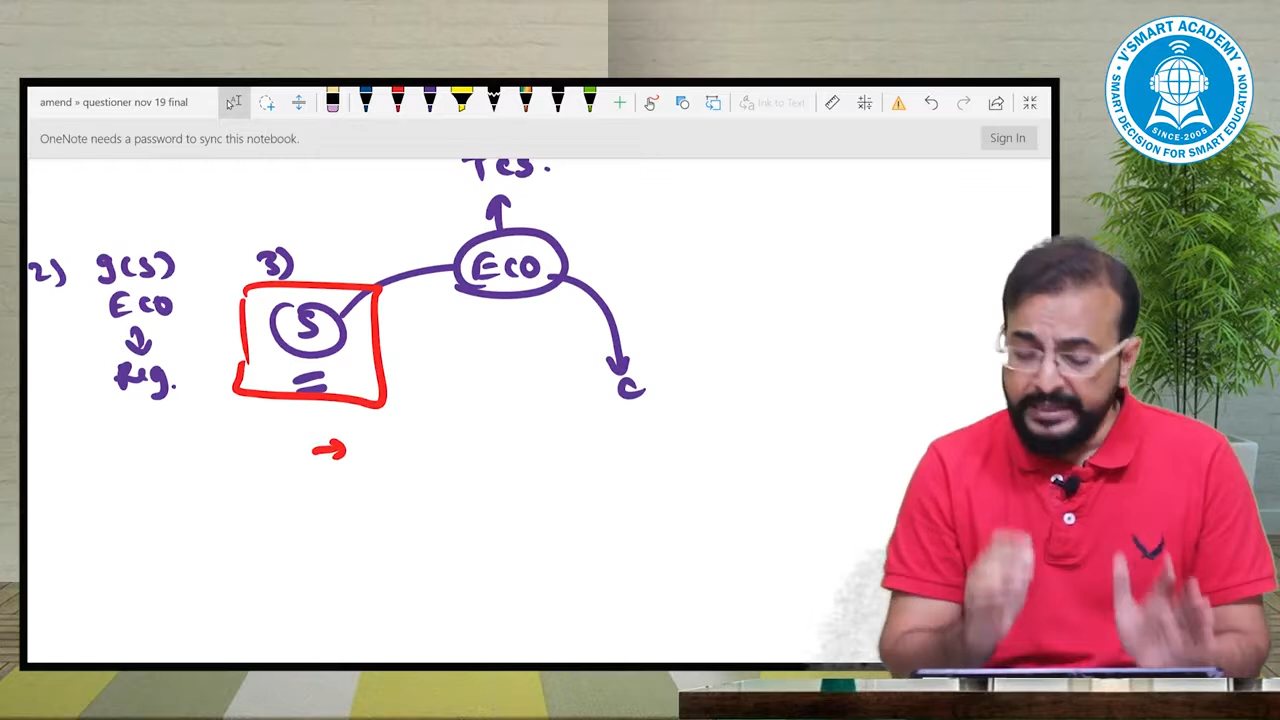 amend » questioner nov 19 final
Ink to Text
OneNote needs a password to sync this notebook.
Sign In
2) g(s)
ECO
Reg.
3)
S
ECO
C
V'SMART ACADEMY
SINCE-2005
SMART DECISION FOR SMART EDUCATION